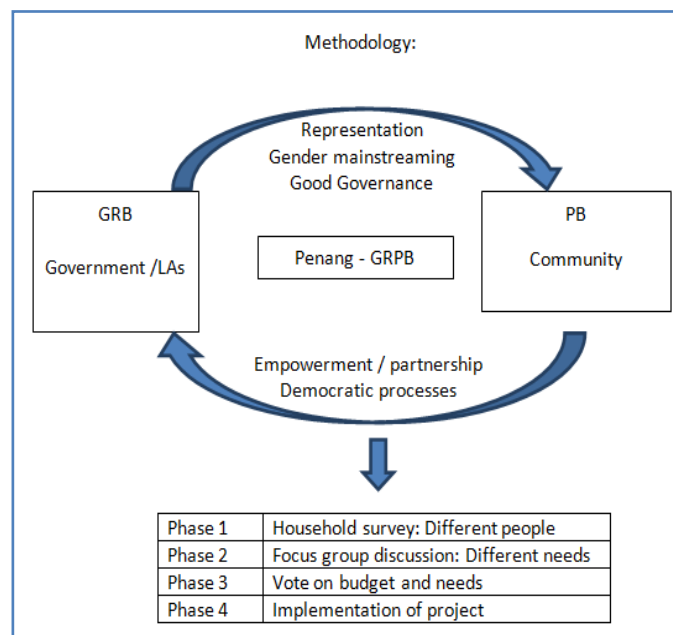 Methodology:
Representation
Gender mainstreaming
Good Governance
GRB
Government /LAs
Penang - GRPB
PB
Community
Empowerment / partnership
Democratic processes
Phase 1 Household survey: Different people
Phase 2 Focus group discussion: Different needs
Phase 3 Vote on budget and needs
Phase 4 Implementation of project